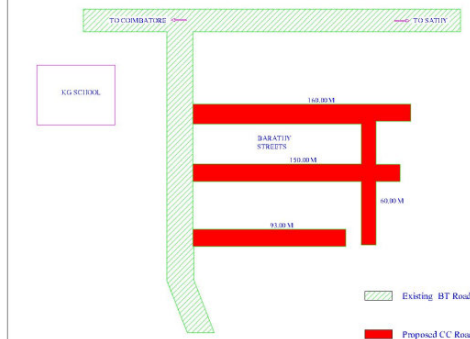 TO COIMBATORE
TO SATHY
KG SCHOOL
160.00 M
BARATHY
STREETS
150.00 M
60.00 M
93.00 M
Existing BT Road
Proposed CC Road